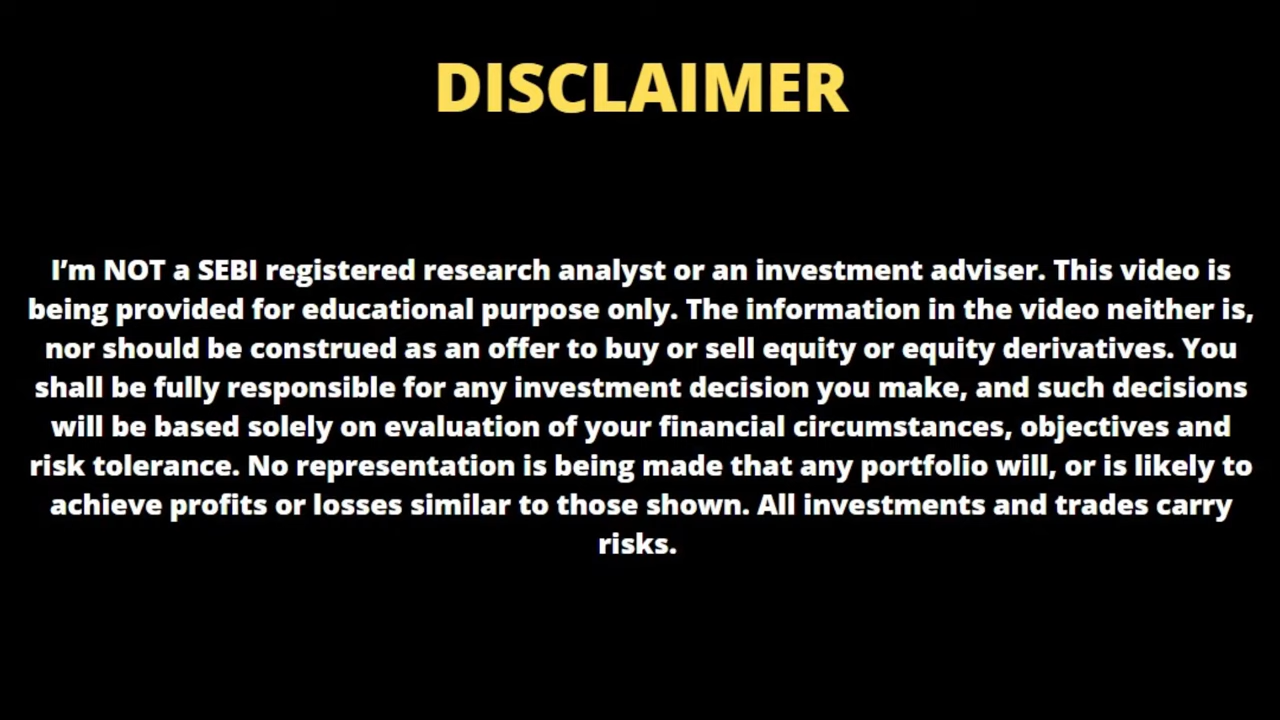 DISCLAIMER
I’m NOT a SEBI registered research analyst or an investment adviser. This video is
being provided for educational purpose only. The information in the video neither is,
nor should be construed as an offer to buy or sell equity or equity derivatives. You
shall be fully responsible for any investment decision you make, and such decisions
will be based solely on evaluation of your financial circumstances, objectives and
risk tolerance. No representation is being made that any portfolio will, or is likely to
achieve profits or losses similar to those shown. All investments and trades carry
risks.